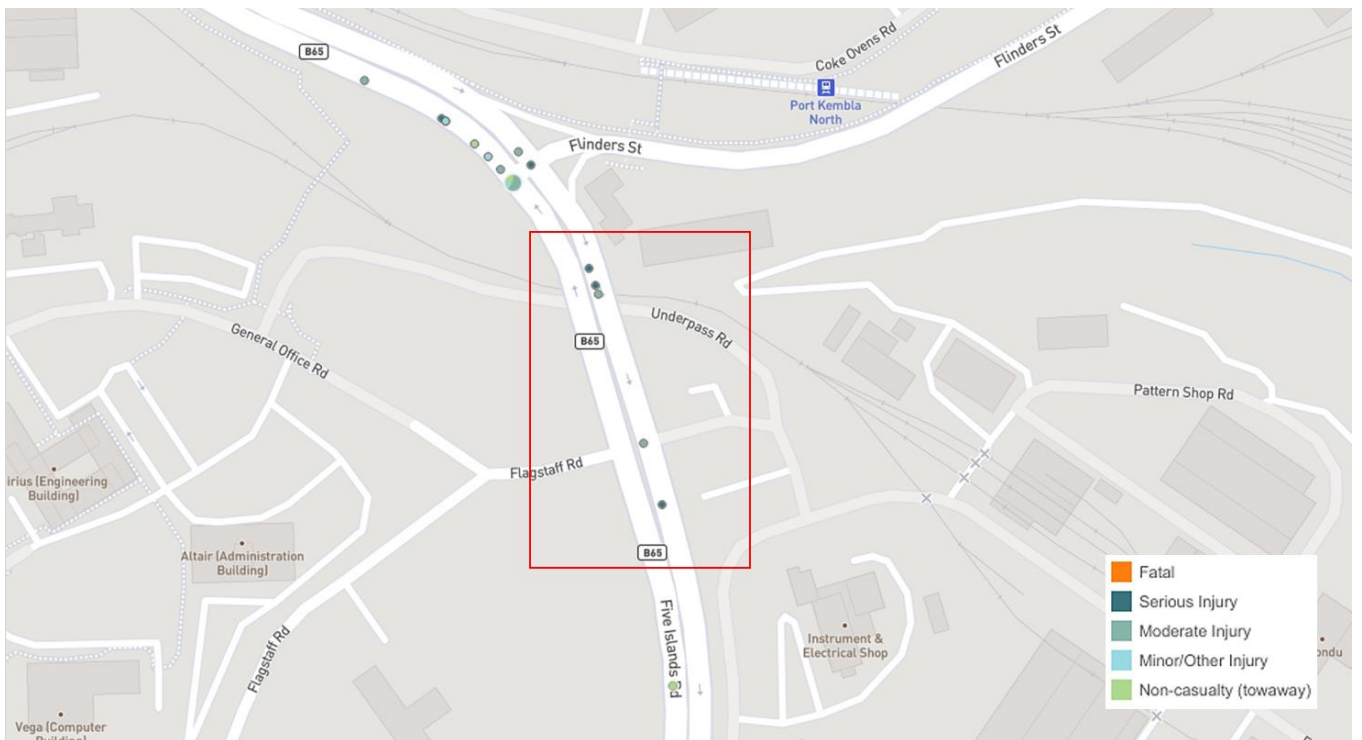 B65
Coke Ovens Rd
Flinders St
Port Kembla
North
Flinders St
General Office Rd
Underpass Rd
B65
Pattern Shop Rd
Flagstaff Rd
irius (Engineering
Building)
Altair (Administration
Building)
B65
Five Islands Rd
Flagstaff Rd
Instrument &
Electrical Shop
ondu
Vega (Computer
Building)
Fatal
Serious Injury
Moderate Injury
Minor/Other Injury
Non-casualty (towaway)